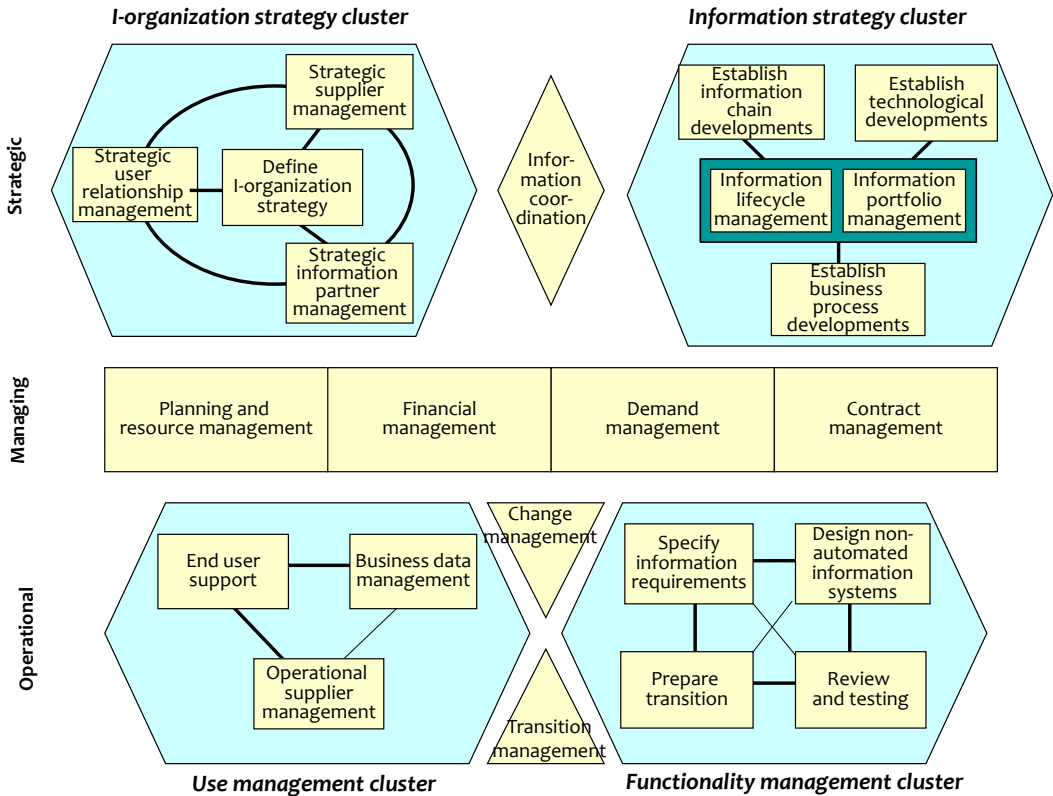 I-organization strategy cluster
Information strategy cluster
Strategic
Strategic
supplier
management
Strategic
user
relationship
management
Define
I-organization
strategy
Strategic
information
partner
management
Infor-
mation
coor-
dination
Establish
information
chain
developments
Establish
technological
developments
Information
lifecycle
management
Information
portfolio
management
Establish
business
process
developments
Managing
Planning and
resource management
Financial
management
Demand
management
Contract
management
Operational
End user
support
Business data
management
Operational
supplier
management
Change
management
Transition
management
Specify
information
requirements
Design non-
automated
information
systems
Prepare
transition
Review
and testing
Use management cluster
Functionality management cluster